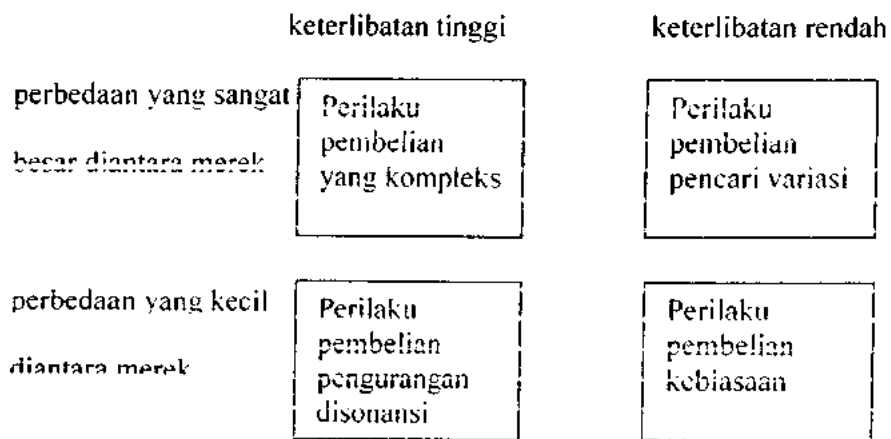 keterlibatan tinggi keterlibatan rendah
perbedaan yang sangat
besar diantara merek
Perilaku
pembelian
yang kompleks
Perilaku
pembelian
pencari variasi
perbedaan yang kecil
diantara merek
Perilaku
pembelian
pengurangan
disonansi
Perilaku
pembelian
kebiasaan